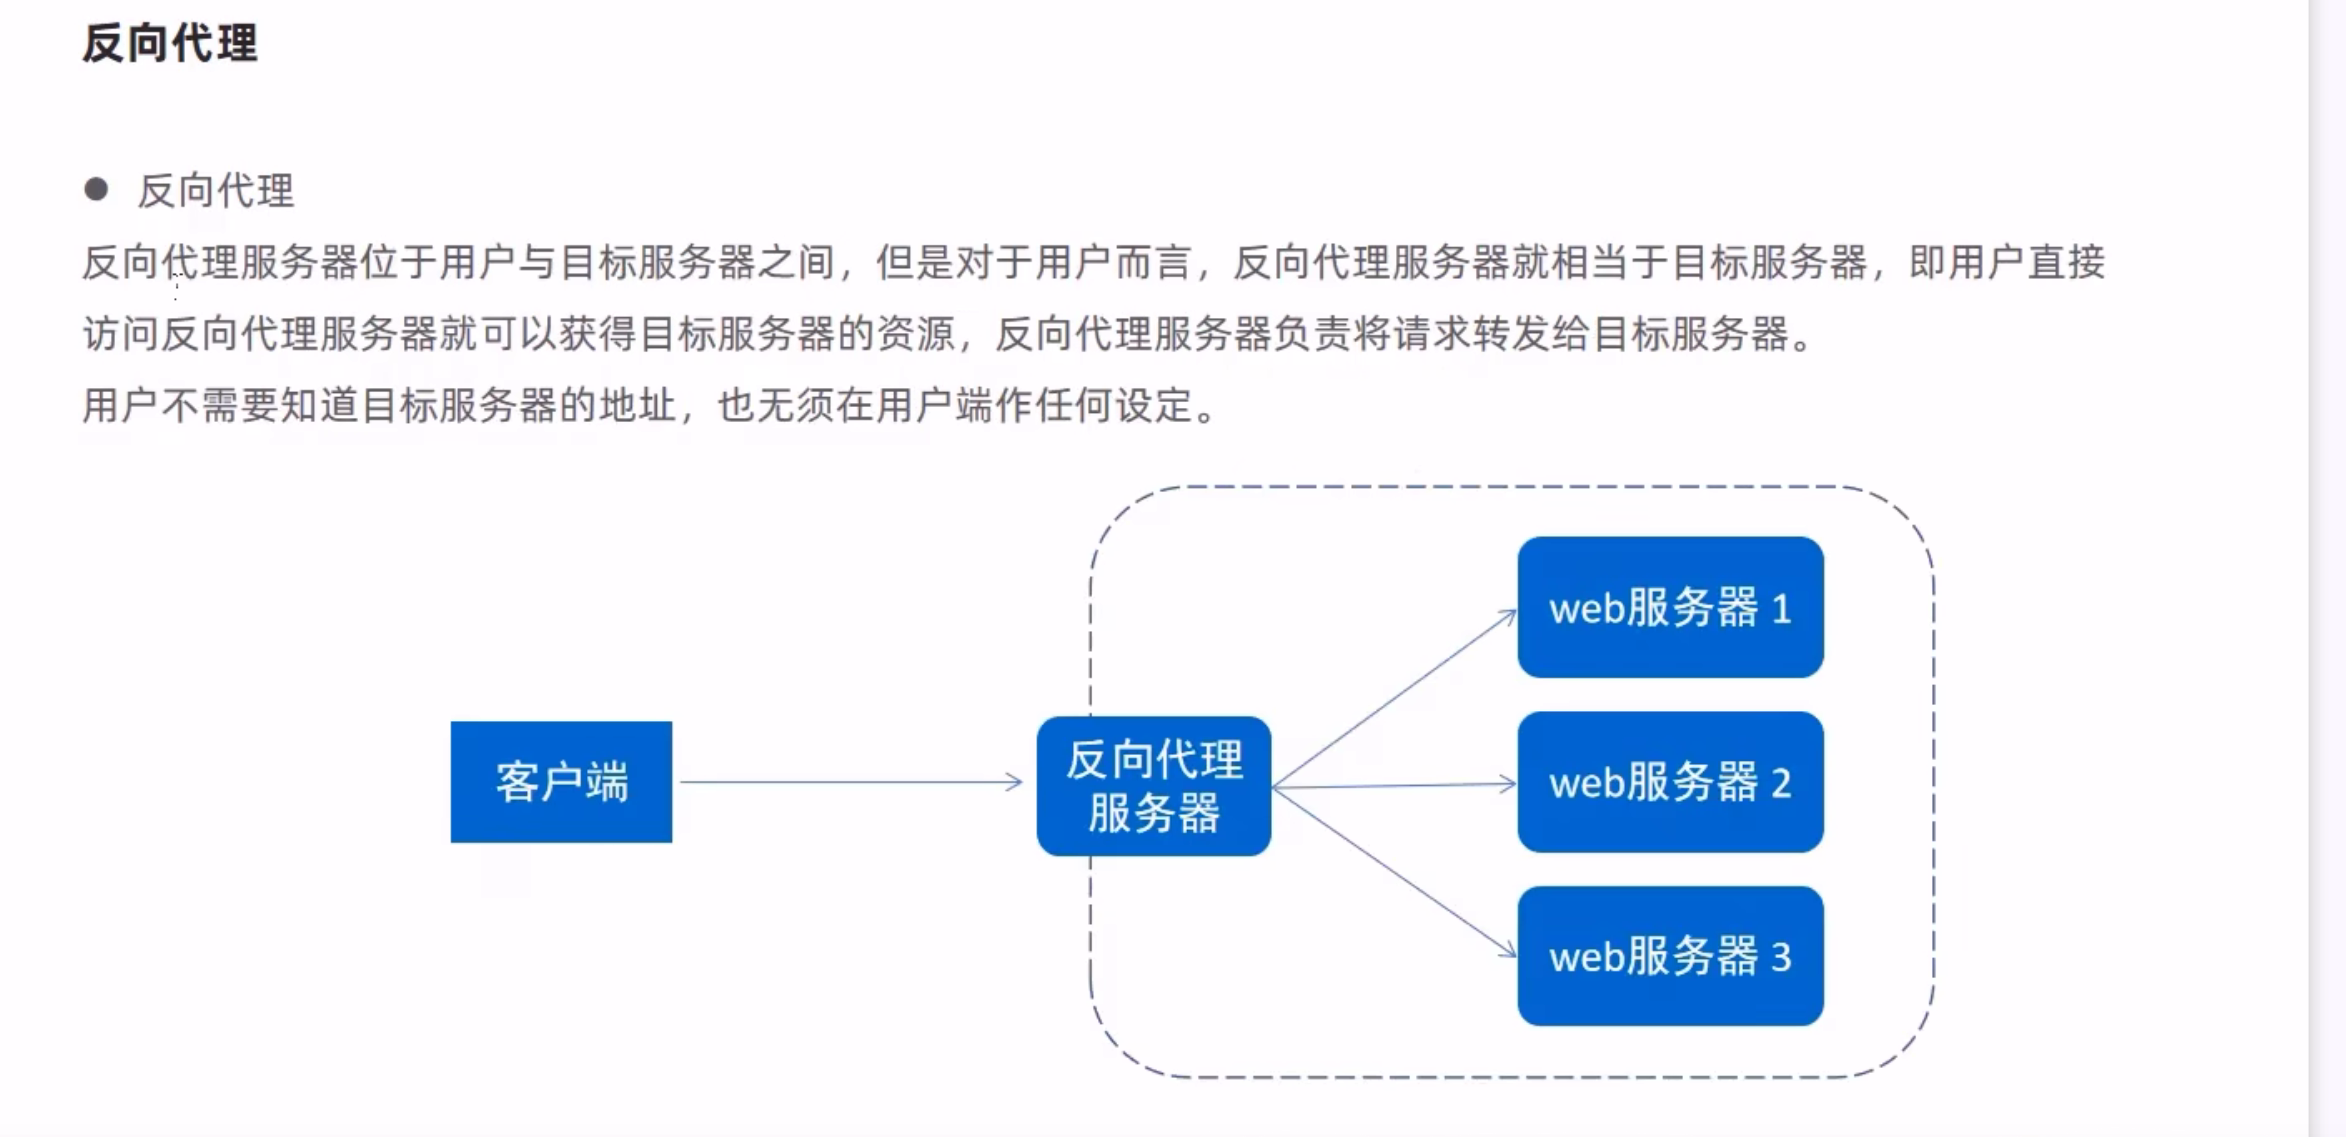 反向代理
● 反向代理
反向代理服务器位于用户与目标服务器之间，但是对于用户而言，反向代理服务器就相当于目标服务器，即用户直接
访问反向代理服务器就可以获得目标服务器的资源，反向代理服务器负责将请求转发给目标服务器。
用户不需要知道目标服务器的地址，也无须在用户端作任何设定。
客户端
反向代理
服务器
web服务器 1
web服务器 2
web服务器 3